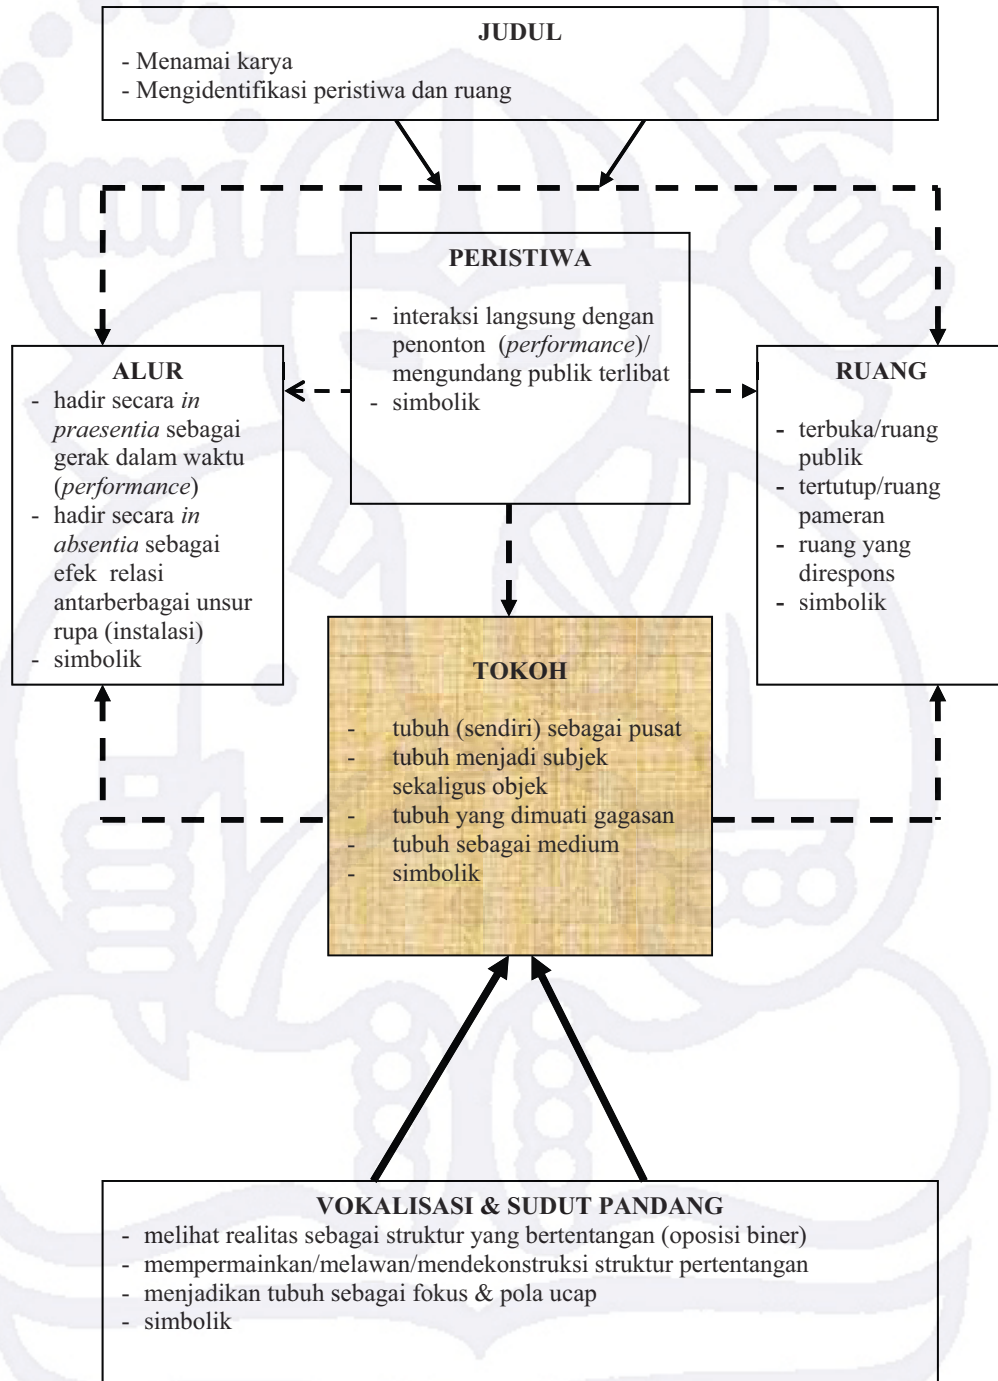 JUDUL
- Menamai karya
- Mengidentifikasi peristiwa dan ruang
PERISTIWA
- interaksi langsung dengan
penonton (performance)/
mengundang publik terlibat
- simbolik
ALUR
- hadir secara in
praesentia sebagai
gerak dalam waktu
(performance)
- hadir secara in
absentia sebagai
efek relasi
antarberbagai unsur
rupa (instalasi)
- simbolik
RUANG
- terbuka/ruang
publik
- tertutup/ruang
pameran
- ruang yang
direspons
- simbolik
TOKOH
- tubuh (sendiri) sebagai pusat
- tubuh menjadi subjek
sekaligus objek
- tubuh yang dimuati gagasan
- tubuh sebagai medium
- simbolik
VOKALISASI & SUDUT PANDANG
- melihat realitas sebagai struktur yang bertentangan (oposisi biner)
- mempermainkan/melawan/mendekonstruksi struktur pertentangan
- menjadikan tubuh sebagai fokus & pola ucap
- simbolik